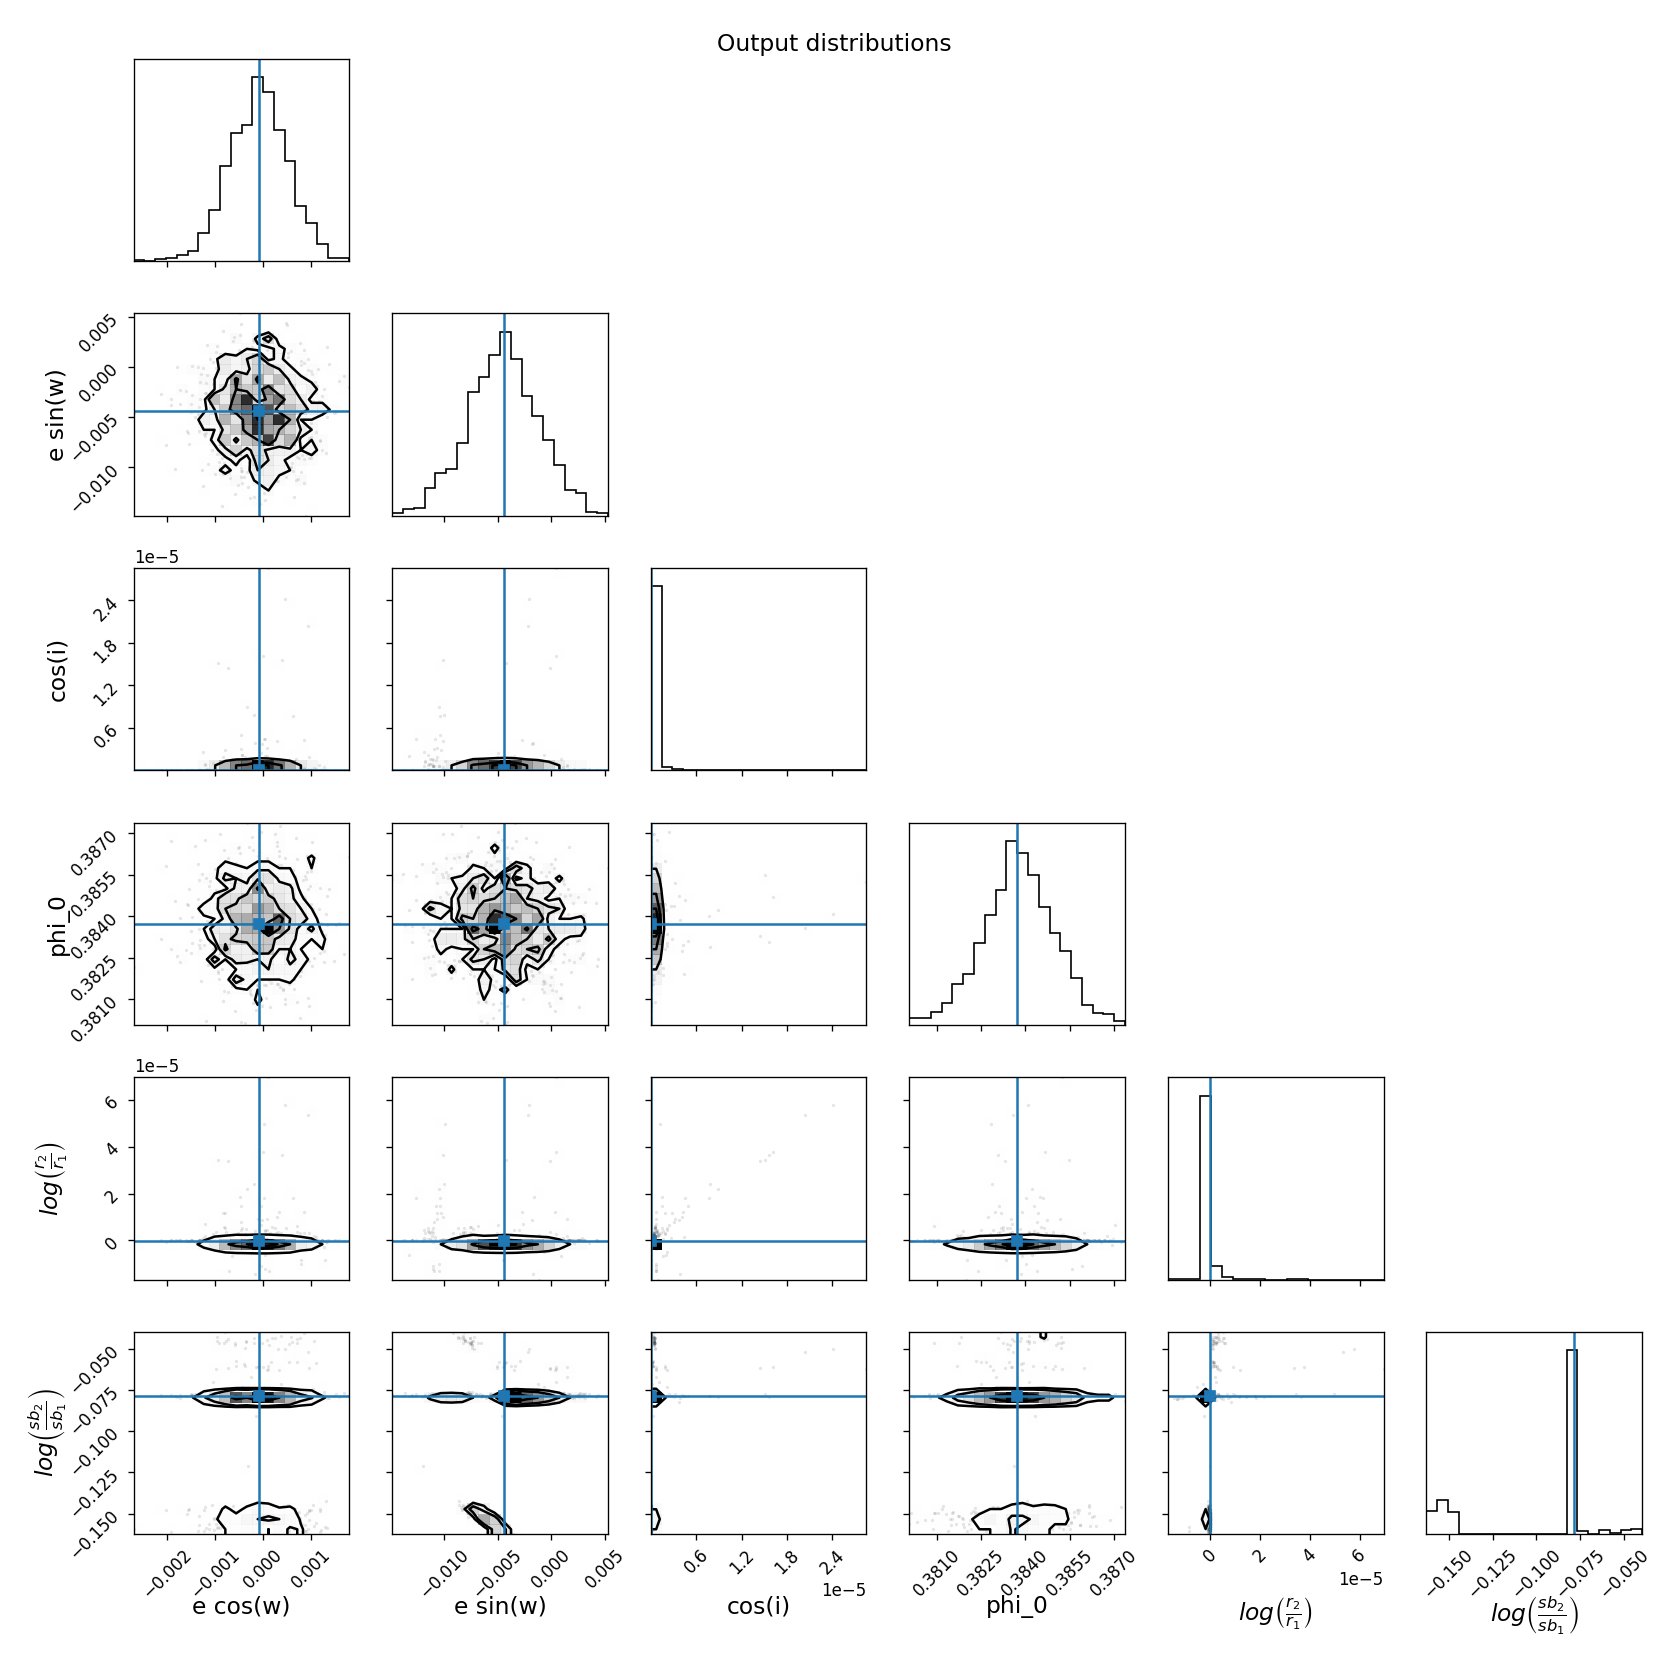 Output distributions
0.005
0.000
−0.005
−0.010
e sin(w)
1e−5
2.4
1.8
1.2
0.6
cos(i)
0.3870
0.3855
0.3840
0.3825
0.3810
phi_0
1e−5
6
4
2
0
log(r2/r1)
−0.050
−0.075
−0.100
−0.125
−0.150
log(sb2/sb1)
−0.002 −0.001 0.000 0.001
−0.010 −0.005 0.000 0.005
0.6 1.2 1.8 2.4
1e−5
0.3810 0.3825 0.3840 0.3855 0.3870
0 2 4 6
1e−5
−0.150 −0.125 −0.100 −0.075 −0.050
e cos(w) e sin(w) cos(i) phi_0 log(r2/r1) log(sb2/sb1)